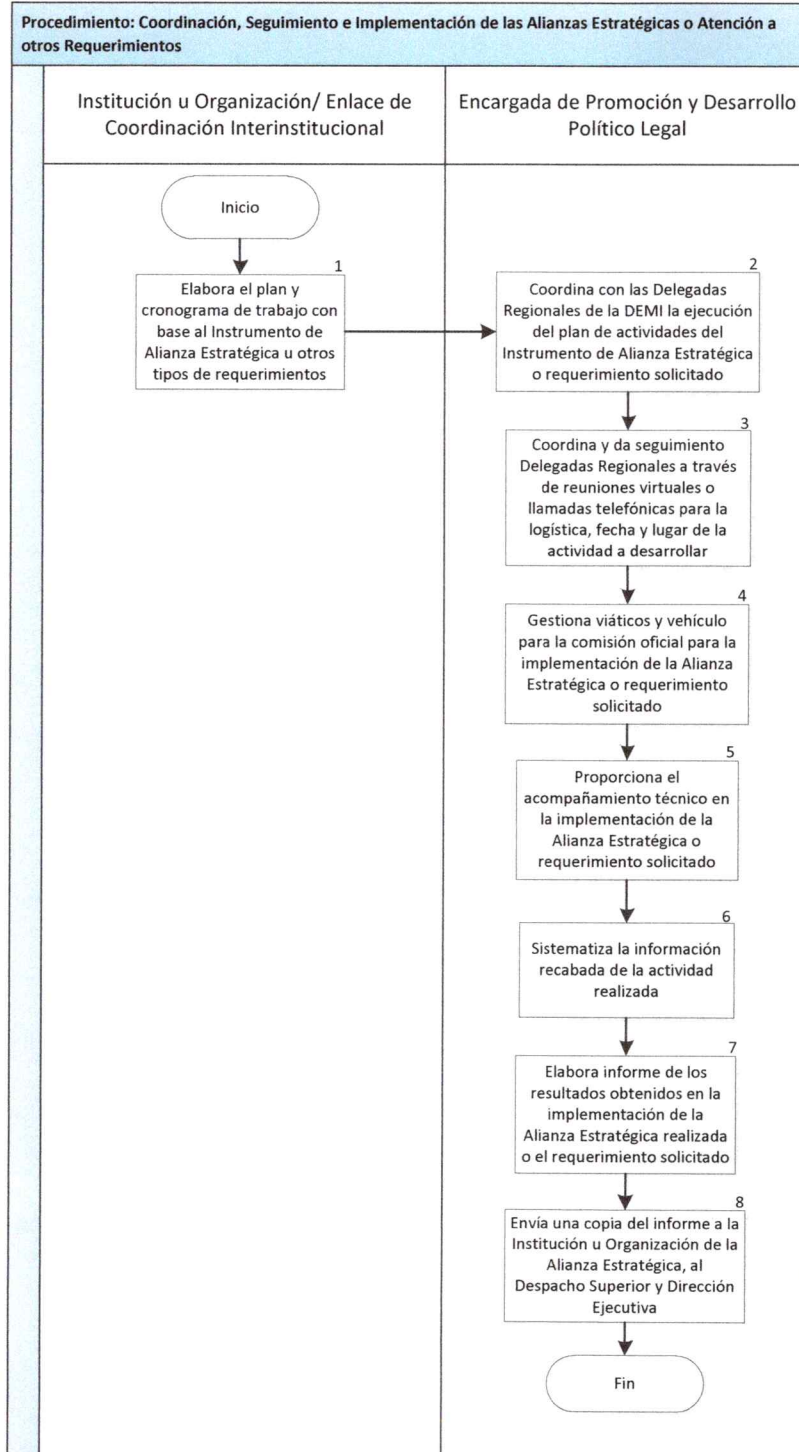 Procedimiento: Coordinación, Seguimiento e Implementación de las Alianzas Estratégicas o Atención a
otros Requerimientos
Institución u Organización/ Enlace de
Coordinación Interinstitucional
Encargada de Promoción y Desarrollo
Político Legal
Inicio
1
Elabora el plan y
cronograma de trabajo con
base al Instrumento de
Alianza Estratégica u otros
tipos de requerimientos
2
Coordina con las Delegadas
Regionales de la DEMI la ejecución
del plan de actividades del
Instrumento de Alianza Estratégica
o requerimiento solicitado
3
Coordina y da seguimiento
Delegadas Regionales a través
de reuniones virtuales o
llamadas telefónicas para la
logística, fecha y lugar de la
actividad a desarrollar
4
Gestiona viáticos y vehículo
para la comisión oficial para la
implementación de la Alianza
Estratégica o requerimiento
solicitado
5
Proporciona el
acompañamiento técnico en
la implementación de la
Alianza Estratégica o
requerimiento solicitado
6
Sistematiza la información
recabada de la actividad
realizada
7
Elabora informe de los
resultados obtenidos en la
implementación de la
Alianza Estratégica realizada
o el requerimiento solicitado
8
Envía una copia del informe a la
Institución u Organización de la
Alianza Estratégica, al
Despacho Superior y Dirección
Ejecutiva
Fin